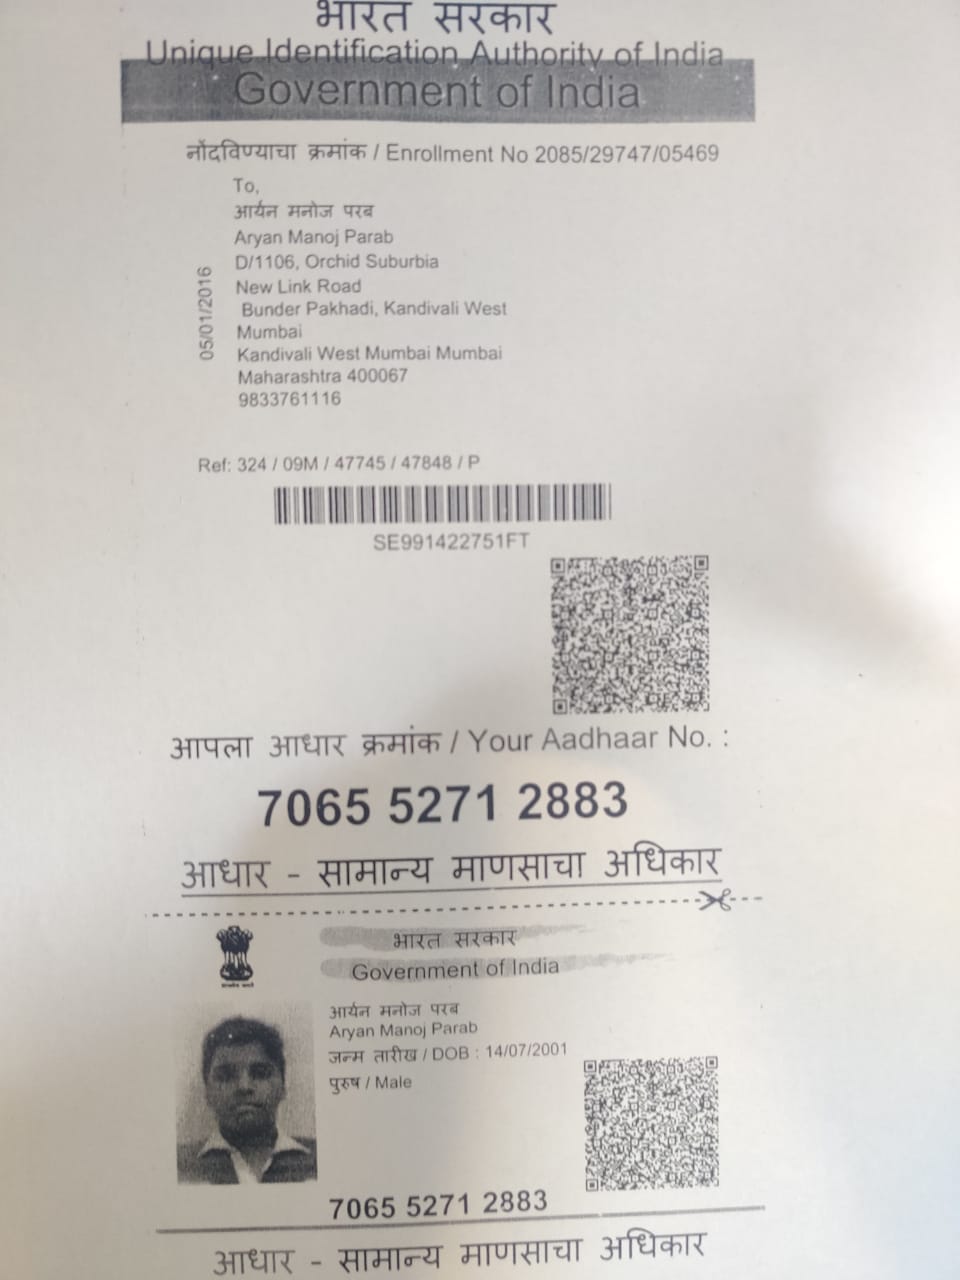 भारत सरकार
Unique Identification Authority of India
Government of India
नोंदविण्याचा क्रमांक / Enrollment No 2085/29747/05469
To,
आर्यन मनोज परब
Aryan Manoj Parab
D/1106, Orchid Suburbia
New Link Road
Bunder Pakhadi, Kandivali West
Mumbai
Kandivali West Mumbai Mumbai
Maharashtra 400067
9833761116
05/01/2016
Ref: 324 / 09M / 47745 / 47848 / P
SE991422751FT
आपला आधार क्रमांक / Your Aadhaar No. :
7065 5271 2883
आधार - सामान्य माणसाचा अधिकार
भारत सरकार
Government of India
आर्यन मनोज परब
Aryan Manoj Parab
जन्म तारीख / DOB : 14/07/2001
पुरुष / Male
7065 5271 2883
आधार - सामान्य माणसाचा अधिकार